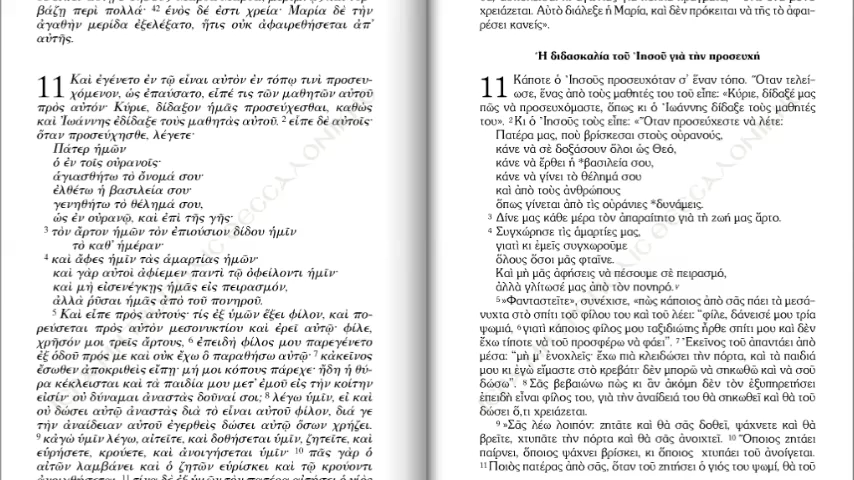 βάζῃ περὶ πολλά· 42 ἑνὸς δέ ἐστι χρεία· Μαρία δὲ τὴν
ἀγαθὴν μερίδα ἐξελέξατο, ἥτις οὐκ ἀφαιρεθήσεται ἀπ'
αὐτῆς.
11 Καὶ ἐγένετο ἐν τῷ εἶναι αὐτὸν ἐν τόπῳ τινὶ προσευ-
χόμενον, ὡς ἐπαύσατο, εἶπέ τις τῶν μαθητῶν αὐτοῦ
πρὸς αὐτόν· Κύριε, δίδαξον ἡμᾶς προσεύχεσθαι, καθὼς
καὶ Ἰωάννης ἐδίδαξε τοὺς μαθητὰς αὐτοῦ. 2 εἶπε δὲ αὐτοῖς·
ὅταν προσεύχησθε, λέγετε·
Πάτερ ἡμῶν
ὁ ἐν τοῖς οὐρανοῖς·
ἁγιασθήτω τὸ ὄνομά σου·
ἐλθέτω ἡ βασιλεία σου·
γενηθήτω τὸ θέλημά σου,
ὡς ἐν οὐρανῷ, καὶ ἐπὶ τῆς γῆς·
3 τὸν ἄρτον ἡμῶν τὸν ἐπιούσιον δίδου ἡμῖν
τὸ καθ' ἡμέραν·
4 καὶ ἄφες ἡμῖν τὰς ἁμαρτίας ἡμῶν·
καὶ γὰρ αὐτοὶ ἀφίεμεν παντὶ τῷ ὀφείλοντι ἡμῖν·
καὶ μὴ εἰσενέγκῃς ἡμᾶς εἰς πειρασμόν,
ἀλλὰ ῥῦσαι ἡμᾶς ἀπὸ τοῦ πονηροῦ.
5 Καὶ εἶπε πρὸς αὐτούς· τίς ἐξ ὑμῶν ἕξει φίλον, καὶ πο-
ρεύσεται πρὸς αὐτὸν μεσονυκτίου καὶ ἐρεῖ αὐτῷ· φίλε,
χρῆσόν μοι τρεῖς ἄρτους, 6 ἐπειδὴ φίλος μου παρεγένετο
ἐξ ὁδοῦ πρός με καὶ οὐκ ἔχω ὃ παραθήσω αὐτῷ· 7 κἀκεῖνος
ἔσωθεν ἀποκριθεὶς εἴπῃ· μή μοι κόπους πάρεχε· ἤδη ἡ θύ-
ρα κέκλεισται καὶ τὰ παιδία μου μετ' ἐμοῦ εἰς τὴν κοίτην
εἰσίν· οὐ δύναμαι ἀναστὰς δοῦναί σοι; 8 λέγω ὑμῖν, εἰ καὶ
οὐ δώσει αὐτῷ ἀναστὰς διὰ τὸ εἶναι αὐτοῦ φίλον, διά γε
τὴν ἀναίδειαν αὐτοῦ ἐγερθεὶς δώσει αὐτῷ ὅσων χρῄζει.
9 κἀγὼ ὑμῖν λέγω, αἰτεῖτε, καὶ δοθήσεται ὑμῖν, ζητεῖτε, καὶ
εὑρήσετε, κρούετε, καὶ ἀνοιγήσεται ὑμῖν· 10 πᾶς γὰρ ὁ
αἰτῶν λαμβάνει καὶ ὁ ζητῶν εὑρίσκει καὶ τῷ κρούοντι
ἀνοιχθήσεται. 11 τίνα δὲ ἐξ ὑμῶν τὸν πατέρα αἰτήσει ὁ υἱὸς
χρειάζεται. Αὐτὸ διάλεξε ἡ Μαρία, καὶ δὲν πρόκειται νὰ τῆς τὸ ἀφαι-
ρέσει κανείς».
Ἡ διδασκαλία τοῦ Ἰησοῦ γιὰ τὴν προσευχή
11 Κάποτε ὁ Ἰησοῦς προσευχόταν σ' ἕναν τόπο. Ὅταν τελεί-
ωσε, ἕνας ἀπὸ τοὺς μαθητές του τοῦ εἶπε: «Κύριε, δίδαξέ μας
πῶς νὰ προσευχόμαστε, ὅπως κι ὁ Ἰωάννης δίδαξε τοὺς μαθητές
του». 2 Κι ὁ Ἰησοῦς τοὺς εἶπε: «Ὅταν προσεύχεστε νὰ λέτε:
Πατέρα μας, ποὺ βρίσκεσαι στοὺς οὐρανούς,
κάνε νὰ σὲ δοξάσουν ὅλοι ὡς Θεό,
κάνε νὰ ἔρθει ἡ *βασιλεία σου,
κάνε νὰ γίνει τὸ θέλημά σου
καὶ ἀπὸ τοὺς ἀνθρώπους
ὅπως γίνεται ἀπὸ τὶς οὐράνιες *δυνάμεις.
3 Δίνε μας κάθε μέρα τὸν ἀπαραίτητο γιὰ τὴ ζωή μας ἄρτο.
4 Συγχώρησε τὶς ἁμαρτίες μας,
γιατὶ κι ἐμεῖς συγχωροῦμε
ὅλους ὅσοι μᾶς φταῖνε.
Καὶ μὴ μᾶς ἀφήσεις νὰ πέσουμε σὲ πειρασμό,
ἀλλὰ γλίτωσέ μας ἀπὸ τὸν πονηρό.ν
5 »Φανταστεῖτε», συνέχισε, «πὼς κάποιος ἀπὸ σᾶς πάει τὰ μεσά-
νυχτα στὸ σπίτι τοῦ φίλου του καὶ τοῦ λέει: “φίλε, δάνεισέ μου τρία
ψωμιά, 6 γιατὶ κάποιος φίλος μου ταξιδιώτης ἦρθε σπίτι μου καὶ δὲν
ἔχω τίποτε νὰ τοῦ προσφέρω νὰ φάει”. 7 Ἐκεῖνος τοῦ ἀπαντάει ἀπὸ
μέσα: “μὴ μ' ἐνοχλεῖς· ἔχω πιὰ κλειδώσει τὴν πόρτα, καὶ τὰ παιδιά
μου κι ἐγὼ εἴμαστε στὸ κρεβάτι· δὲν μπορῶ νὰ σηκωθῶ καὶ νὰ σοῦ
δώσω”. 8 Σᾶς βεβαιώνω πὼς κι ἂν ἀκόμη δὲν τὸν ἐξυπηρετήσει
ἐπειδὴ εἶναι φίλος του, γιὰ τὴν ἀναίδειά του θὰ σηκωθεῖ καὶ θὰ τοῦ
δώσει ὅ,τι χρειάζεται.
9 »Σᾶς λέω λοιπόν: ζητᾶτε καὶ θὰ σᾶς δοθεῖ, ψάχνετε καὶ θὰ
βρεῖτε, χτυπᾶτε τὴν πόρτα καὶ θὰ σᾶς ἀνοιχτεῖ. 10 Ὅποιος ζητάει
παίρνει, ὅποιος ψάχνει βρίσκει, κι ὅποιος χτυπάει τοῦ ἀνοίγεται.
11 Ποιὸς πατέρας ἀπὸ σᾶς, ὅταν τοῦ ζητήσει ὁ γιός του ψωμί, θὰ τοῦ